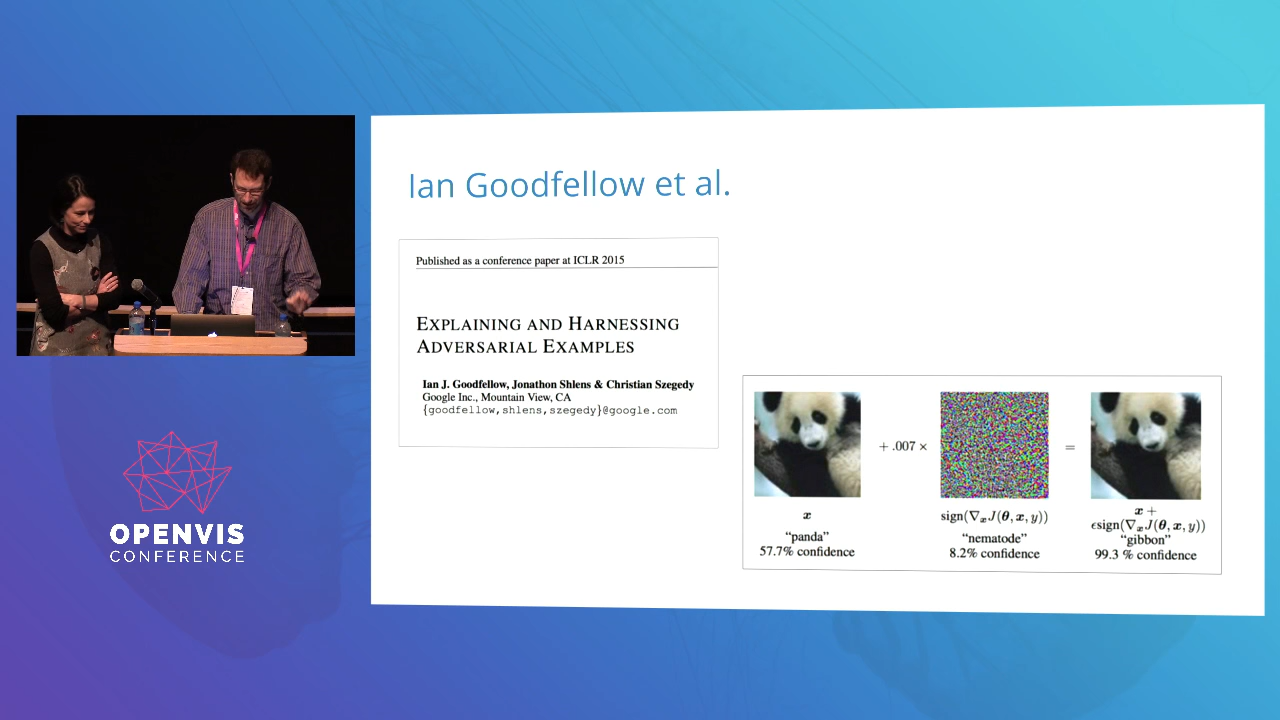 Ian Goodfellow et al.
Published as a conference paper at ICLR 2015
EXPLAINING AND HARNESSING
ADVERSARIAL EXAMPLES
Ian J. Goodfellow, Jonathon Shlens & Christian Szegedy
Google Inc., Mountain View, CA
{goodfellow,shlens,szegedy}@google.com
+ .007 ×
=
x
“panda”
57.7% confidence
sign(∇ₓJ(θ, x, y))
“nematode”
8.2% confidence
x +
ϵsign(∇ₓJ(θ, x, y))
“gibbon”
99.3 % confidence
OPENVIS
CONFERENCE